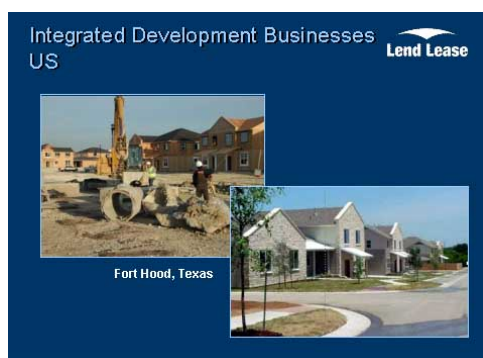 Integrated Development Businesses
US
Lend Lease
Fort Hood, Texas